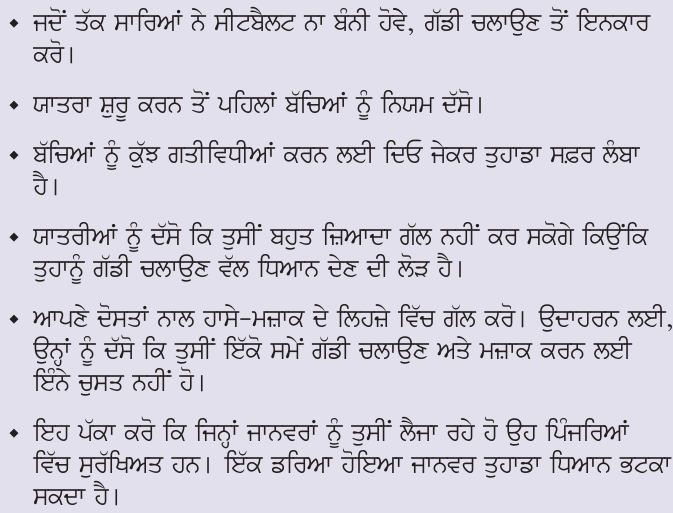 • ਜਦੋਂ ਤੱਕ ਸਾਰਿਆਂ ਨੇ ਸੀਟਬੈਲਟ ਨਾ ਬੰਨੀ ਹੋਵੇ, ਗੱਡੀ ਚਲਾਉਣ ਤੋਂ ਇਨਕਾਰ
ਕਰੋ।
• ਯਾਤਰਾ ਸ਼ੁਰੂ ਕਰਨ ਤੋਂ ਪਹਿਲਾਂ ਬੱਚਿਆਂ ਨੂੰ ਨਿਯਮ ਦੱਸੋ।
• ਬੱਚਿਆਂ ਨੂੰ ਕੁੱਝ ਗਤੀਵਿਧੀਆਂ ਕਰਨ ਲਈ ਦਿਓ ਜੇਕਰ ਤੁਹਾਡਾ ਸਫ਼ਰ ਲੰਬਾ
ਹੈ।
• ਯਾਤਰੀਆਂ ਨੂੰ ਦੱਸੋ ਕਿ ਤੁਸੀਂ ਬਹੁਤ ਜ਼ਿਆਦਾ ਗੱਲ ਨਹੀਂ ਕਰ ਸਕੋਗੇ ਕਿਉਂਕਿ
ਤੁਹਾਨੂੰ ਗੱਡੀ ਚਲਾਉਣ ਵੱਲ ਧਿਆਨ ਦੇਣ ਦੀ ਲੋੜ ਹੈ।
• ਆਪਣੇ ਦੋਸਤਾਂ ਨਾਲ ਹਾਸੇ-ਮਜ਼ਾਕ ਦੇ ਲਿਹਜ਼ੇ ਵਿੱਚ ਗੱਲ ਕਰੋ। ਉਦਾਹਰਨ ਲਈ,
ਉਨ੍ਹਾਂ ਨੂੰ ਦੱਸੋ ਕਿ ਤੁਸੀਂ ਇੱਕੋ ਸਮੇਂ ਗੱਡੀ ਚਲਾਉਣ ਅਤੇ ਮਜ਼ਾਕ ਕਰਨ ਲਈ
ਇੰਨੇ ਚੁਸਤ ਨਹੀਂ ਹੋ।
• ਇਹ ਪੱਕਾ ਕਰੋ ਕਿ ਜਿਨ੍ਹਾਂ ਜਾਨਵਰਾਂ ਨੂੰ ਤੁਸੀਂ ਲੈਜਾ ਰਹੇ ਹੋ ਉਹ ਪਿੰਜਰਿਆਂ
ਵਿੱਚ ਸੁਰੱਖਿਅਤ ਹਨ। ਇੱਕ ਡਰਿਆ ਹੋਇਆ ਜਾਨਵਰ ਤੁਹਾਡਾ ਧਿਆਨ ਭਟਕਾ
ਸਕਦਾ ਹੈ।